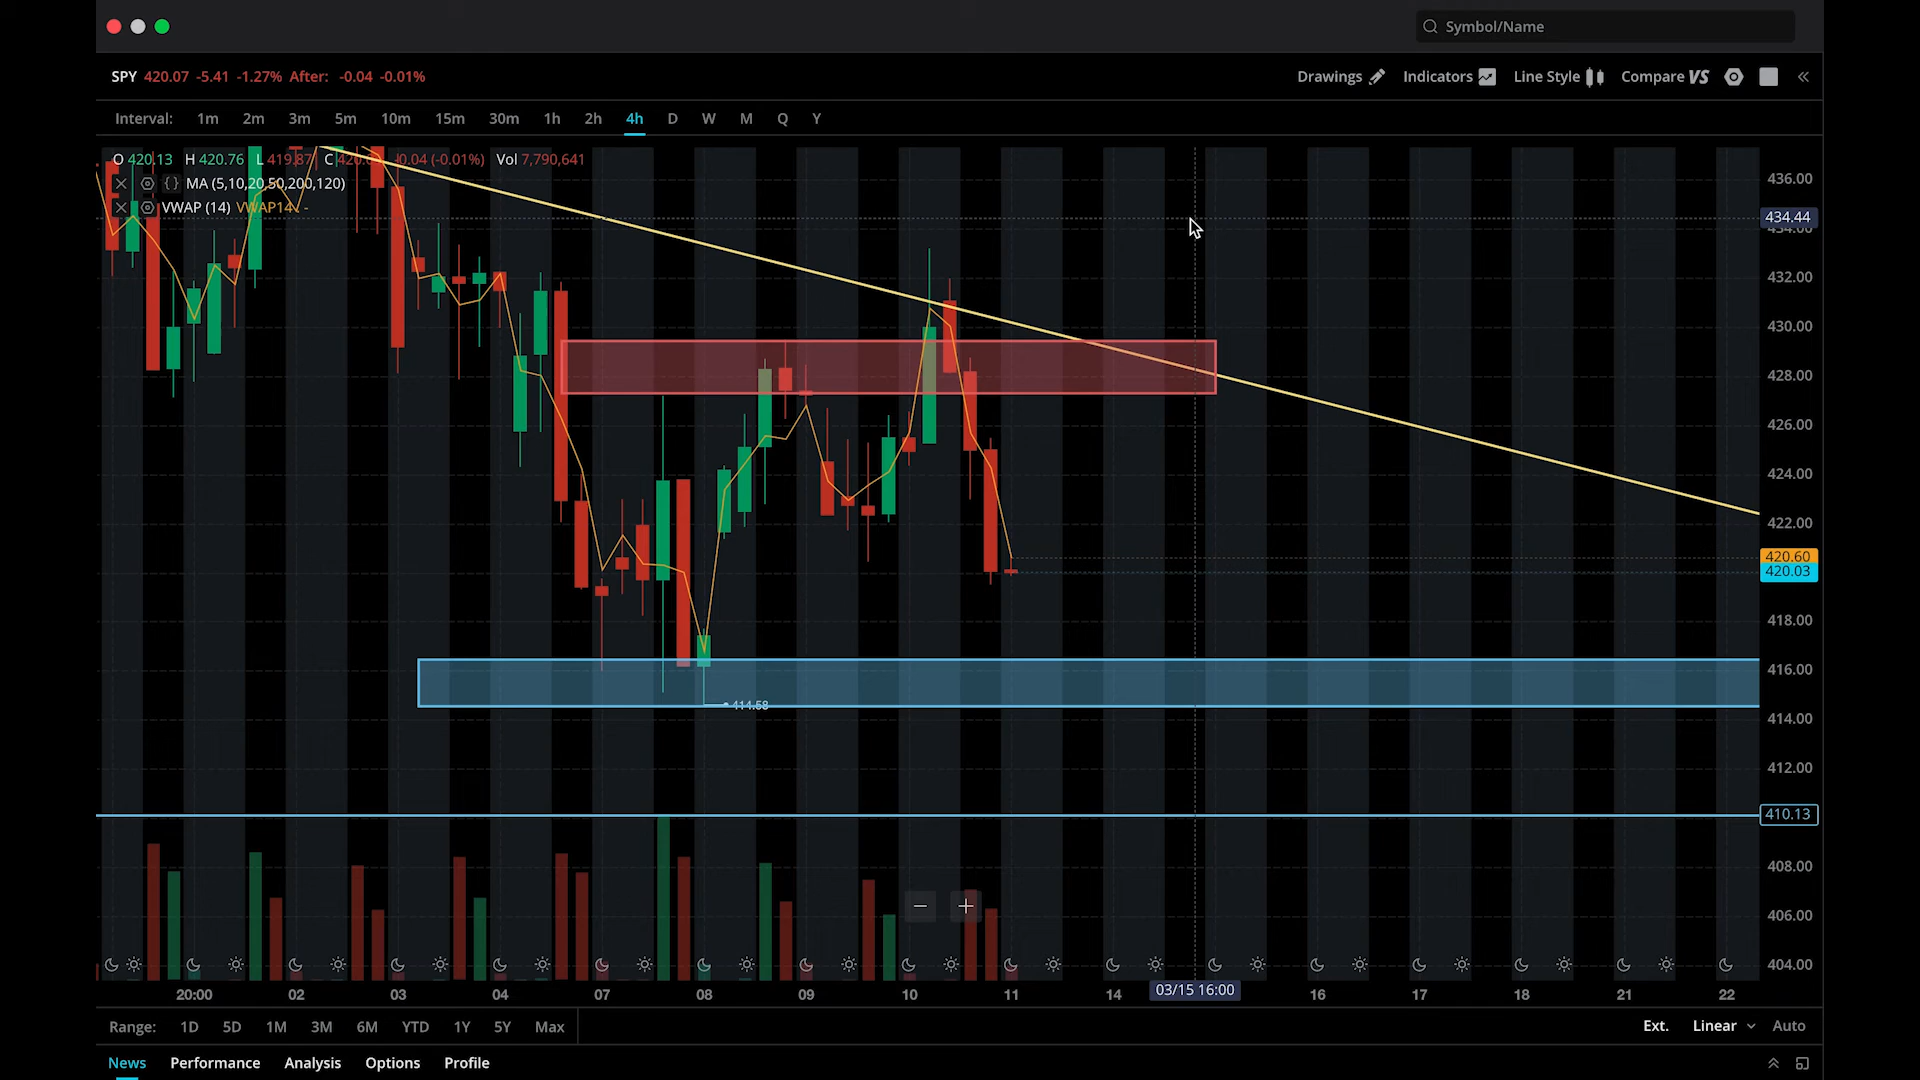 Symbol/Name
SPY 420.07 -5.41 -1.27% After: -0.04 -0.01%
Drawings Indicators Line Style Compare VS
Interval: 1m 2m 3m 5m 10m 15m 30m 1h 2h 4h D W M Q Y
O 420.13 H 420.76 L 419.87 C -0.04 (-0.01%) Vol 7,790,641
MA (5,10,20,50,200,120)
VWAP (14) VWAP14: -
436.00
434.44
434.00
432.00
430.00
428.00
426.00
424.00
422.00
420.60
420.03
418.00
416.00
414.58
414.00
412.00
410.13
408.00
406.00
404.00
20:00 02 03 04 07 08 09 10 11 14 03/15 16:00 16 17 18 21 22
Range: 1D 5D 1M 3M 6M YTD 1Y 5Y Max
Ext. Linear Auto
News Performance Analysis Options Profile